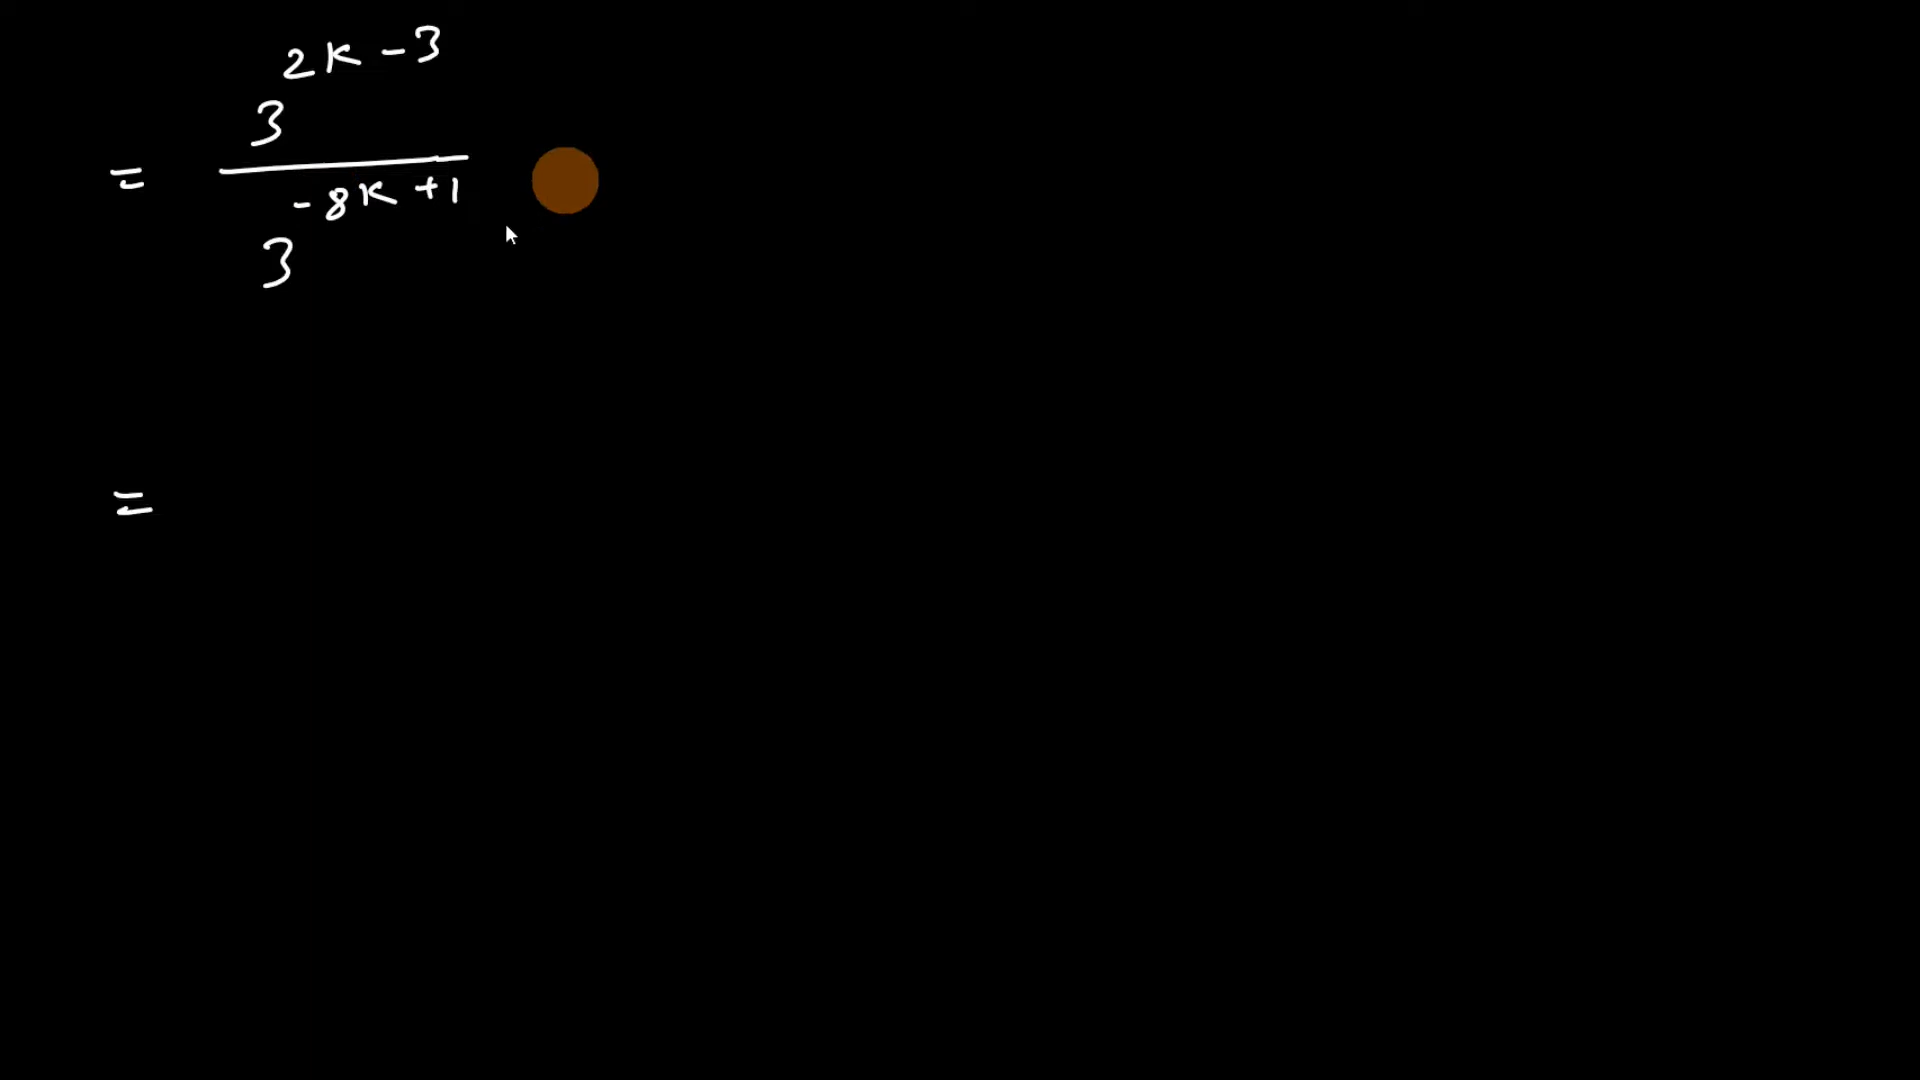 = 3^{2k-3} / 3^{-8k+1}
=